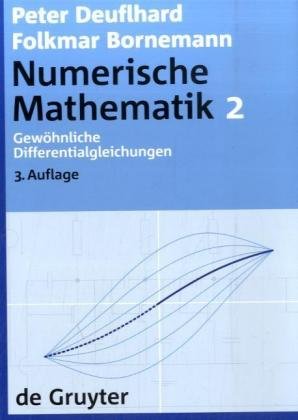 Peter Deuflhard
Folkmar Bornemann
Numerische
Mathematik 2
Gewöhnliche
Differentialgleichungen
3. Auflage
de Gruyter